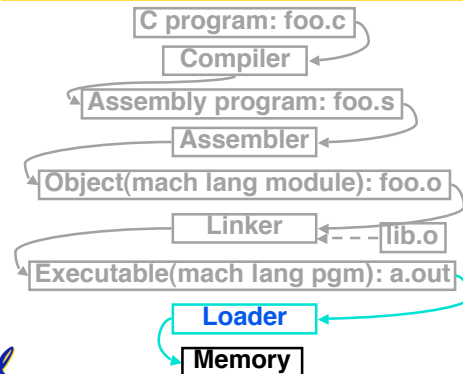 C program: foo.c
Compiler
Assembly program: foo.s
Assembler
Object(mach lang module): foo.o
Linker
lib.o
Executable(mach lang pgm): a.out
Loader
Memory